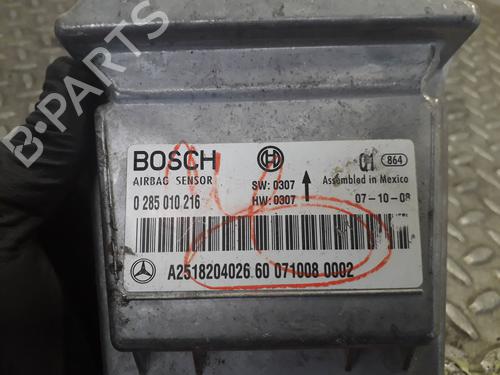 BOSCH
AIRBAG SENSOR
0 285 010 216
SW: 0307
HW: 0307
01 864
Assembled in Mexico
07-10-08
A2518204026 60 071008 0002
B-PARTS